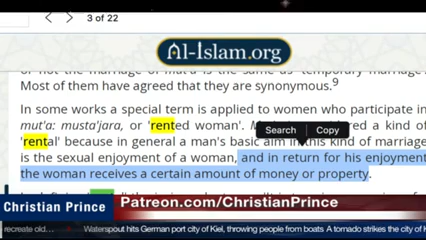 3 of 22
Al-Islam.org
or not the marriage of mut'a is the same as temporary marriage
Most of them have agreed that they are synonymous.9
In some works a special term is applied to women who participate in
mut'a: musta'jara, or 'rented woman'. considered a kind of
'rental' because in general a man's basic aim in this kind of marriage
is the sexual enjoyment of a woman, and in return for his enjoyment
the woman receives a certain amount of money or property.
Search Copy
Christian Prince
Patreon.com/ChristianPrince
recreate old... Waterspout hits German port city of Kiel, throwing people from boats A tornado strikes the city of K